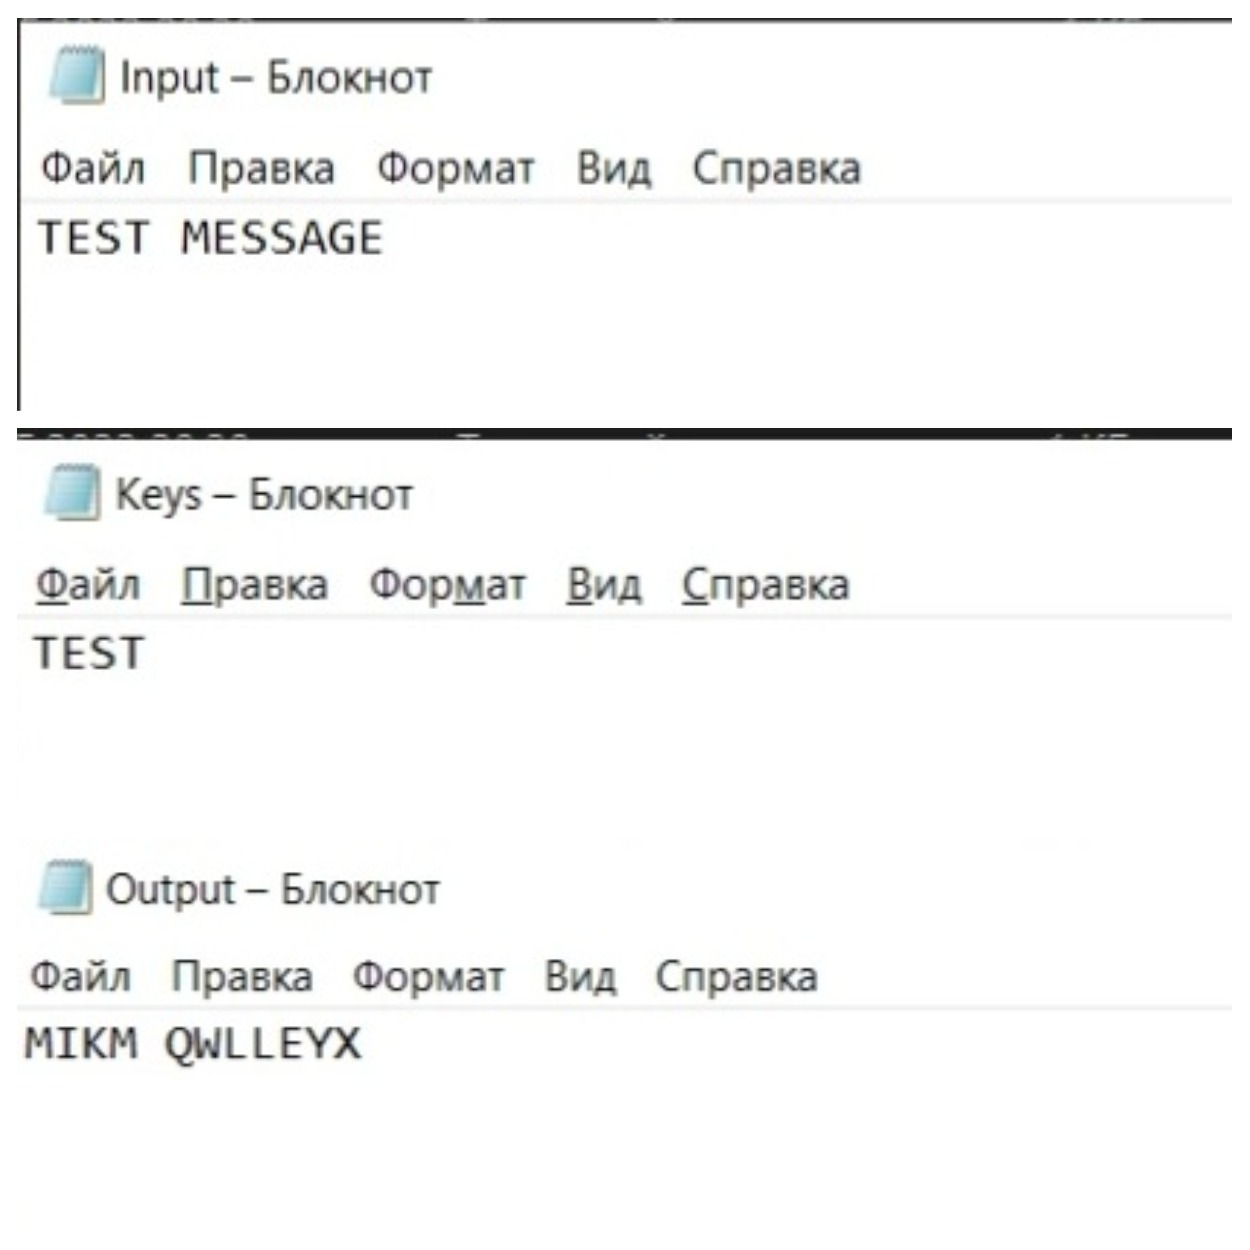 Input – Блокнот
Файл Правка Формат Вид Справка
TEST MESSAGE
Keys – Блокнот
Файл Правка Формат Вид Справка
TEST
Output – Блокнот
Файл Правка Формат Вид Справка
MIKM QWLLEYX